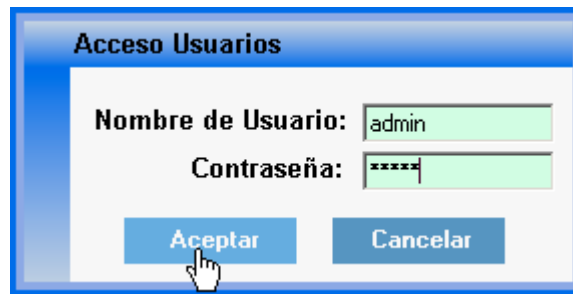 Acceso Usuarios
Nombre de Usuario: admin
Contraseña: *****
Aceptar Cancelar